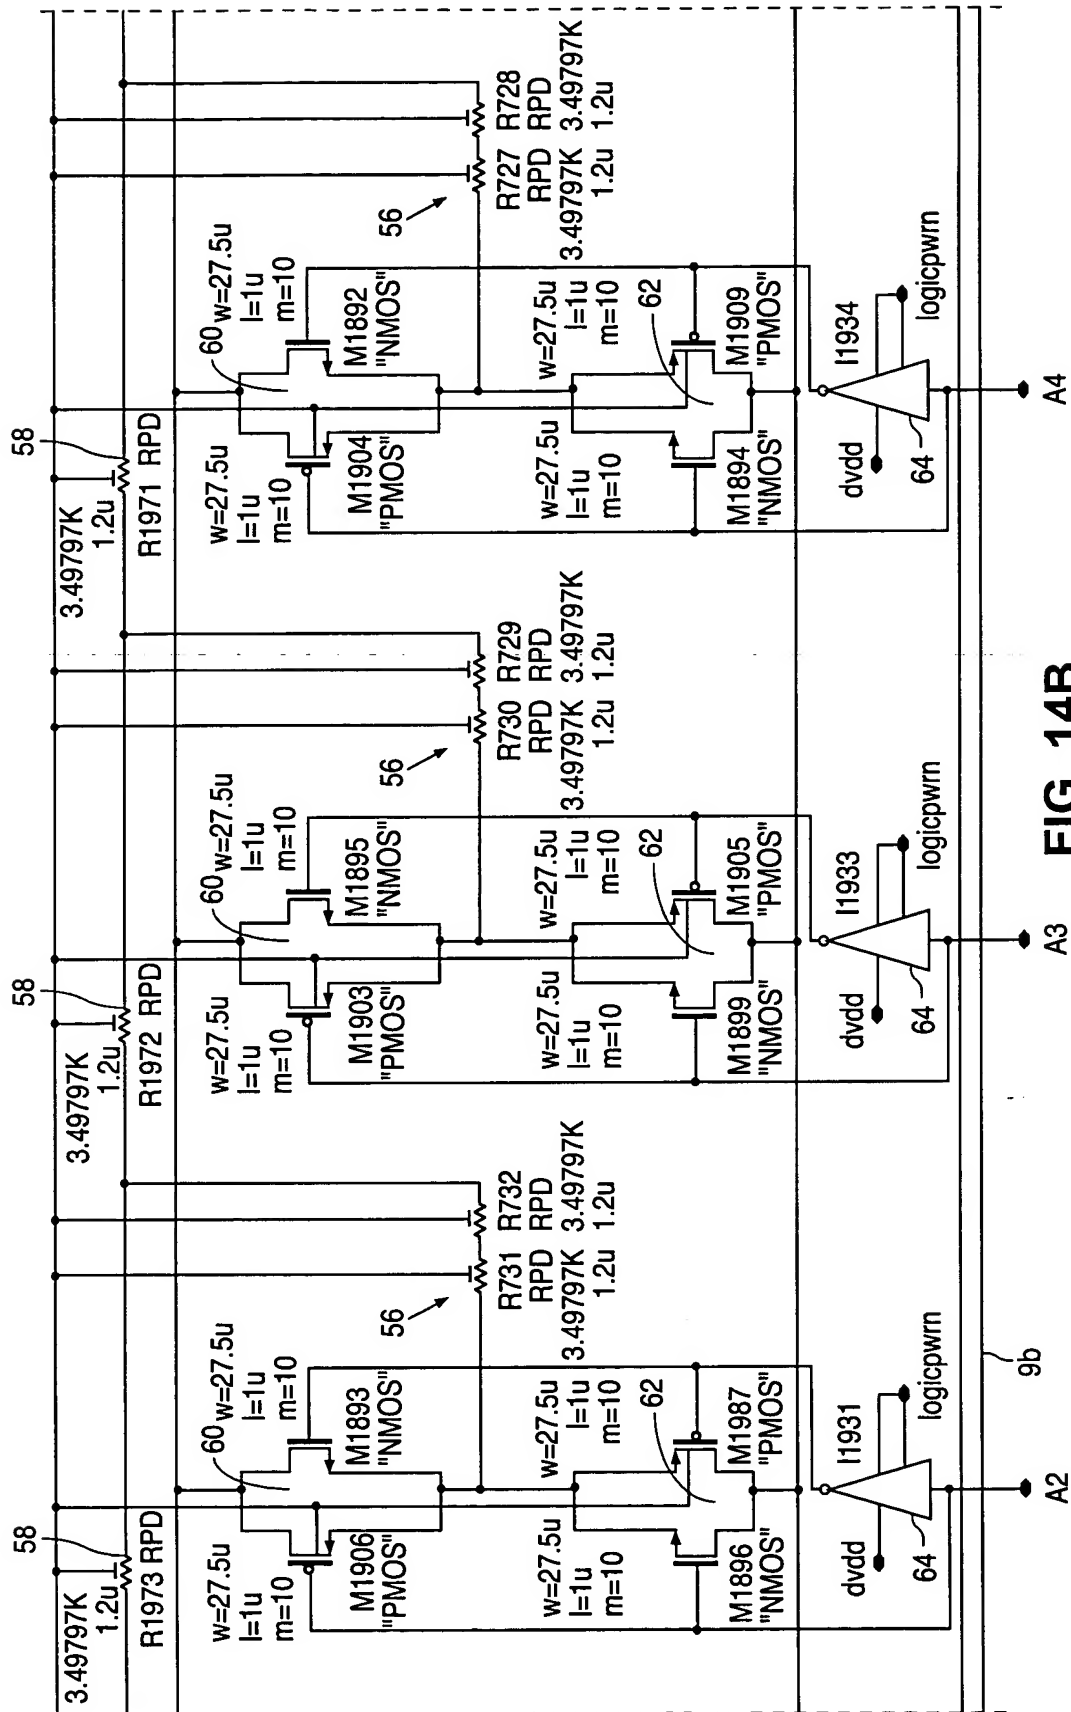 58
3.49797K
1.2u
R1973 RPD
60
w=27.5u
l=1u
m=10
M1906
"PMOS"
w=27.5u
l=1u
m=10
M1893
"NMOS"
56
R731
RPD
3.49797K
1.2u
R732
RPD
3.49797K
1.2u
w=27.5u
l=1u
m=10
M1896
"NMOS"
w=27.5u
l=1u
m=10
62
M1987
"PMOS"
dvdd
I1931
64
logicpwrn
A2
9b
58
3.49797K
1.2u
R1972 RPD
60
w=27.5u
l=1u
m=10
M1903
"PMOS"
w=27.5u
l=1u
m=10
M1895
"NMOS"
56
R730
RPD
3.49797K
1.2u
R729
RPD
3.49797K
1.2u
w=27.5u
l=1u
m=10
M1899
"NMOS"
w=27.5u
l=1u
m=10
62
M1905
"PMOS"
dvdd
I1933
64
logicpwrn
A3
58
3.49797K
1.2u
R1971 RPD
60
w=27.5u
l=1u
m=10
M1904
"PMOS"
w=27.5u
l=1u
m=10
M1892
"NMOS"
56
R727
RPD
3.49797K
1.2u
R728
RPD
3.49797K
1.2u
w=27.5u
l=1u
m=10
M1894
"NMOS"
w=27.5u
l=1u
m=10
62
M1909
"PMOS"
dvdd
I1934
64
logicpwrn
A4
FIG. 14B